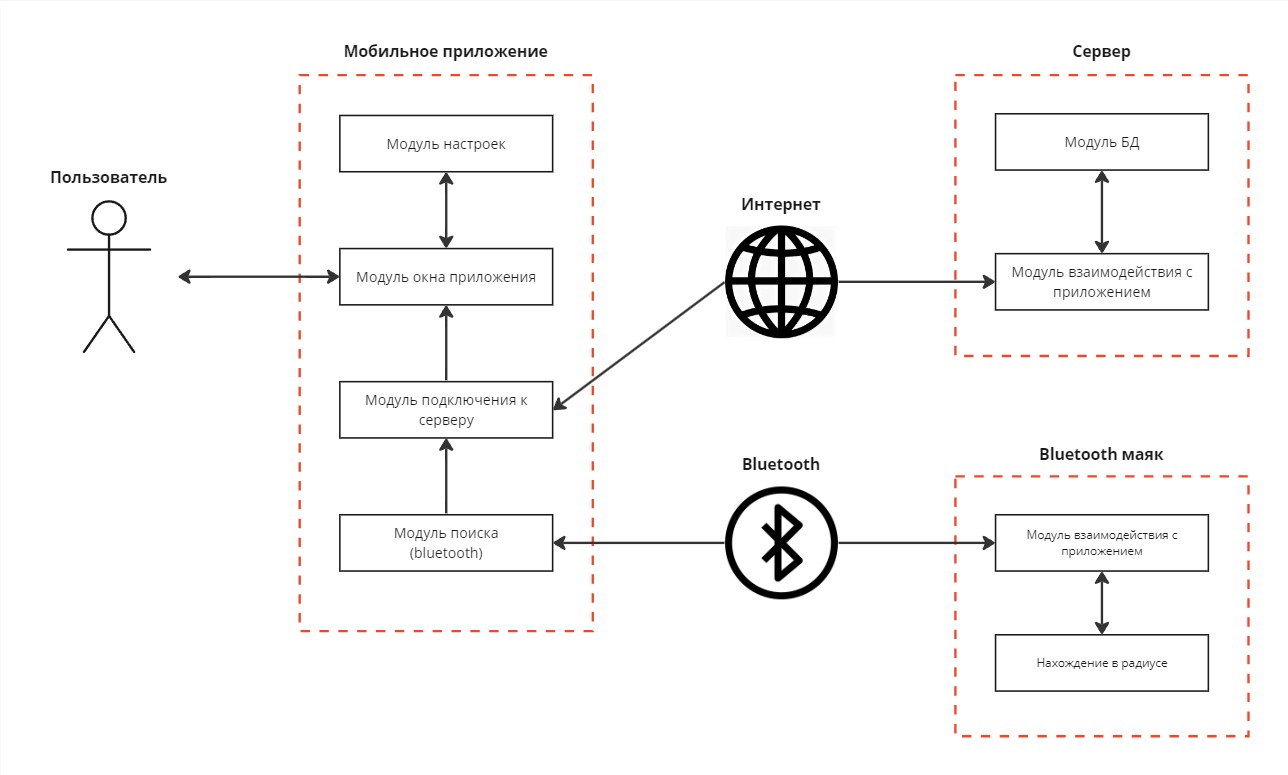 Мобильное приложение
Сервер
Модуль настроек
Модуль БД
Пользователь
Интернет
Модуль окна приложения
Модуль взаимодействия с
приложением
Модуль подключения к
серверу
Bluetooth
Bluetooth маяк
Модуль поиска
(bluetooth)
Модуль взаимодействия с
приложением
Нахождение в радиусе